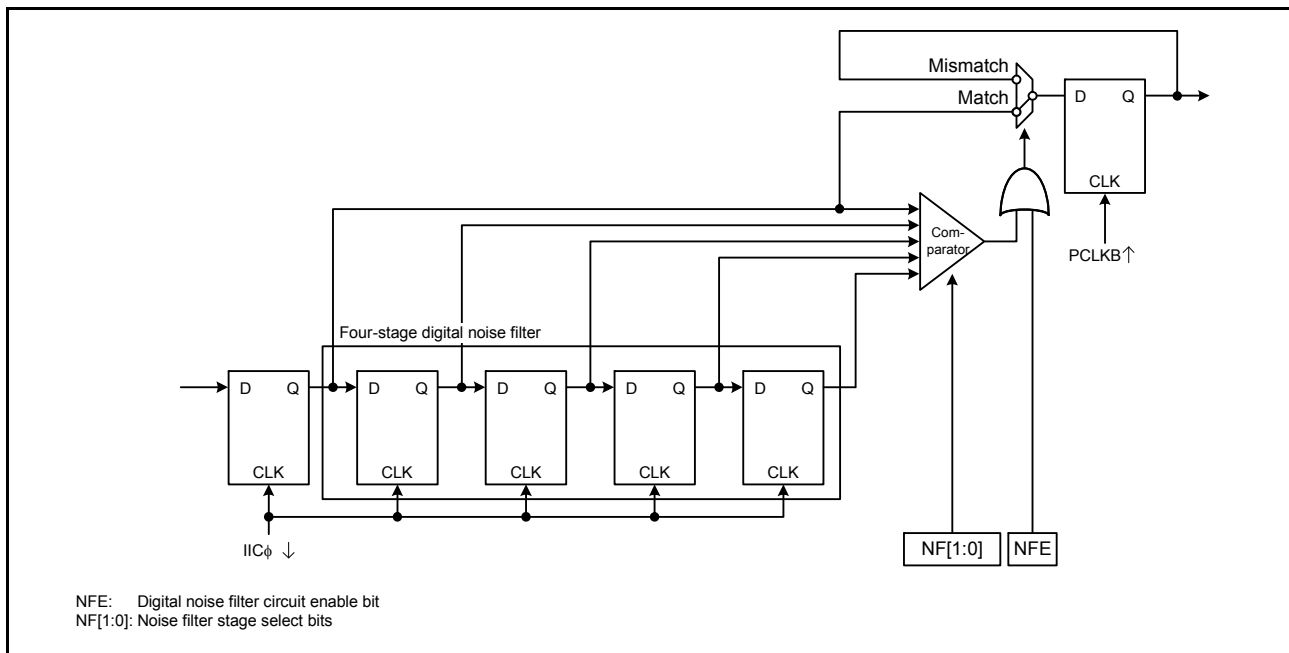 Mismatch
Match
D Q
CLK
PCLKB↑
Com-
parator
Four-stage digital noise filter
D Q D Q D Q D Q D Q
CLK CLK CLK CLK CLK
IICϕ ↓
NF[1:0] NFE
NFE: Digital noise filter circuit enable bit
NF[1:0]: Noise filter stage select bits